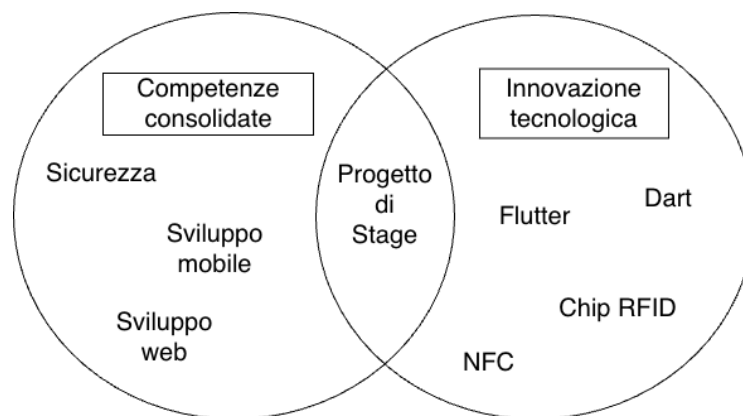 Competenze
consolidate
Sicurezza
Sviluppo
mobile
Sviluppo
web
Progetto
di
Stage
Innovazione
tecnologica
Flutter
Dart
Chip RFID
NFC